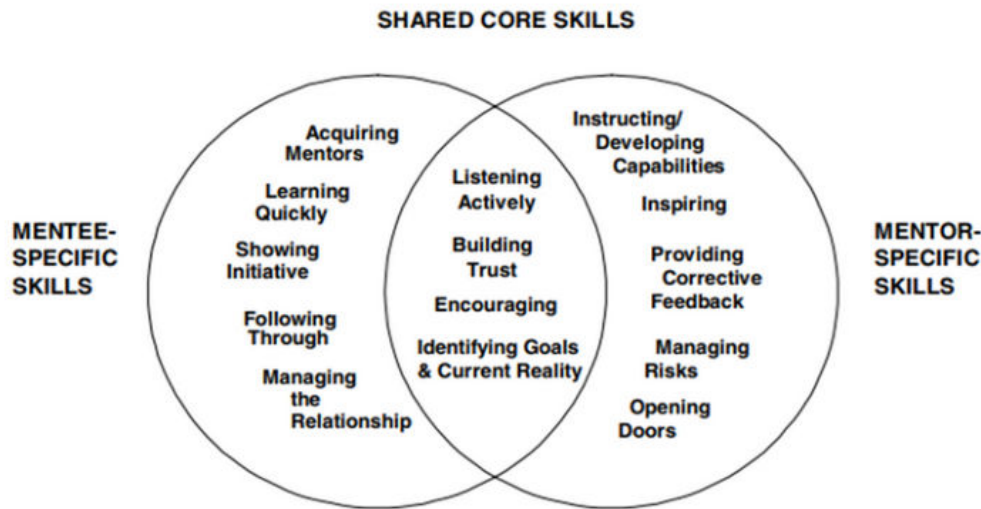 SHARED CORE SKILLS
MENTEE-
SPECIFIC
SKILLS
Acquiring
Mentors
Learning
Quickly
Showing
Initiative
Following
Through
Managing
the
Relationship
Listening
Actively
Building
Trust
Encouraging
Identifying Goals
& Current Reality
Instructing/
Developing
Capabilities
Inspiring
Providing
Corrective
Feedback
Managing
Risks
Opening
Doors
MENTOR-
SPECIFIC
SKILLS